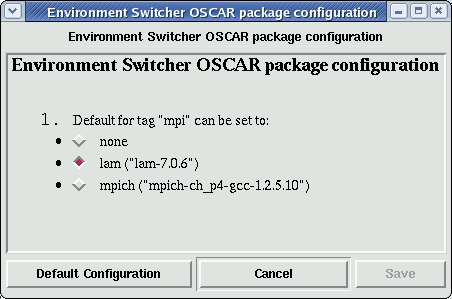 Environment Switcher OSCAR package configuration
Environment Switcher OSCAR package configuration
Environment Switcher OSCAR package configuration
1. Default for tag "mpi" can be set to:
none
lam ("lam-7.0.6")
mpich ("mpich-ch_p4-gcc-1.2.5.10")
Default Configuration Cancel Save